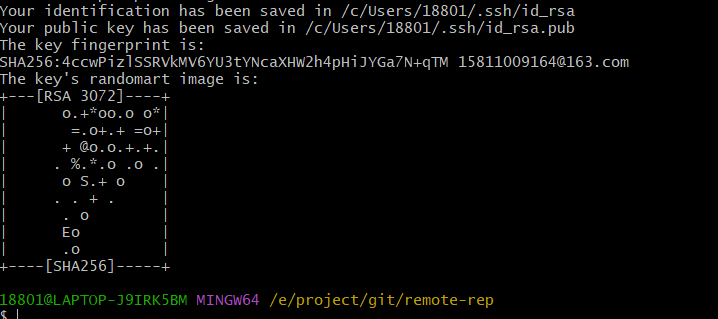 Your identification has been saved in /c/Users/18801/.ssh/id_rsa
Your public key has been saved in /c/Users/18801/.ssh/id_rsa.pub
The key fingerprint is:
SHA256:4ccwPizlSSRVkMV6YU3tYNcaXHW2h4pHiJYGa7N+qTM 15811009164@163.com
The key's randomart image is:
+---[RSA 3072]----+
|      o.+*oo.o o*|
|       =.o+.+ =o+|
|      + @o.o.+.+.|
|     . %.*.o .o .|
|      o S.+ o    |
|     . . + .     |
|      . o        |
|      Eo         |
|      .o         |
+----[SHA256]-----+
18801@LAPTOP-J9IRK5BM MINGW64 /e/project/git/remote-rep
$